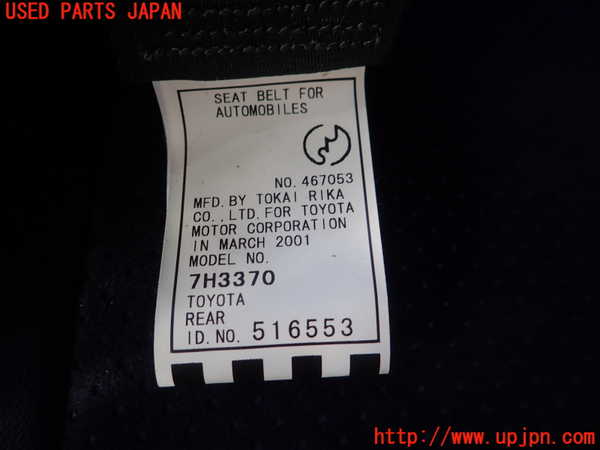 USED PARTS JAPAN
SEAT BELT FOR
AUTOMOBILES
NO. 467053
MFD. BY TOKAI RIKA
CO., LTD. FOR TOYOTA
MOTOR CORPORATION
IN MARCH 2001
MODEL NO.
7H3370
TOYOTA
REAR
ID. NO. 516553
http://www.upjpn.com/